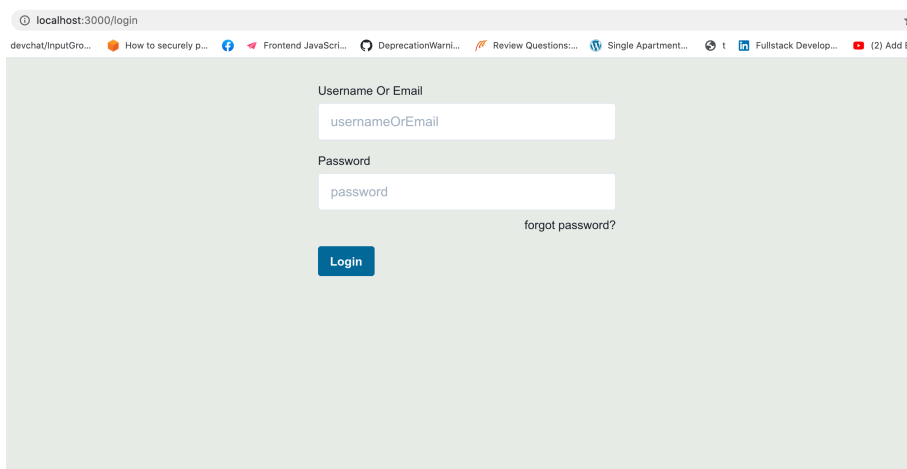 localhost:3000/login
devchat/InputGro... How to securely p... Frontend JavaScri... DeprecationWarni... Review Questions:... Single Apartment... t Fullstack Develop... (2) Add
Username Or Email
usernameOrEmail
Password
password
forgot password?
Login